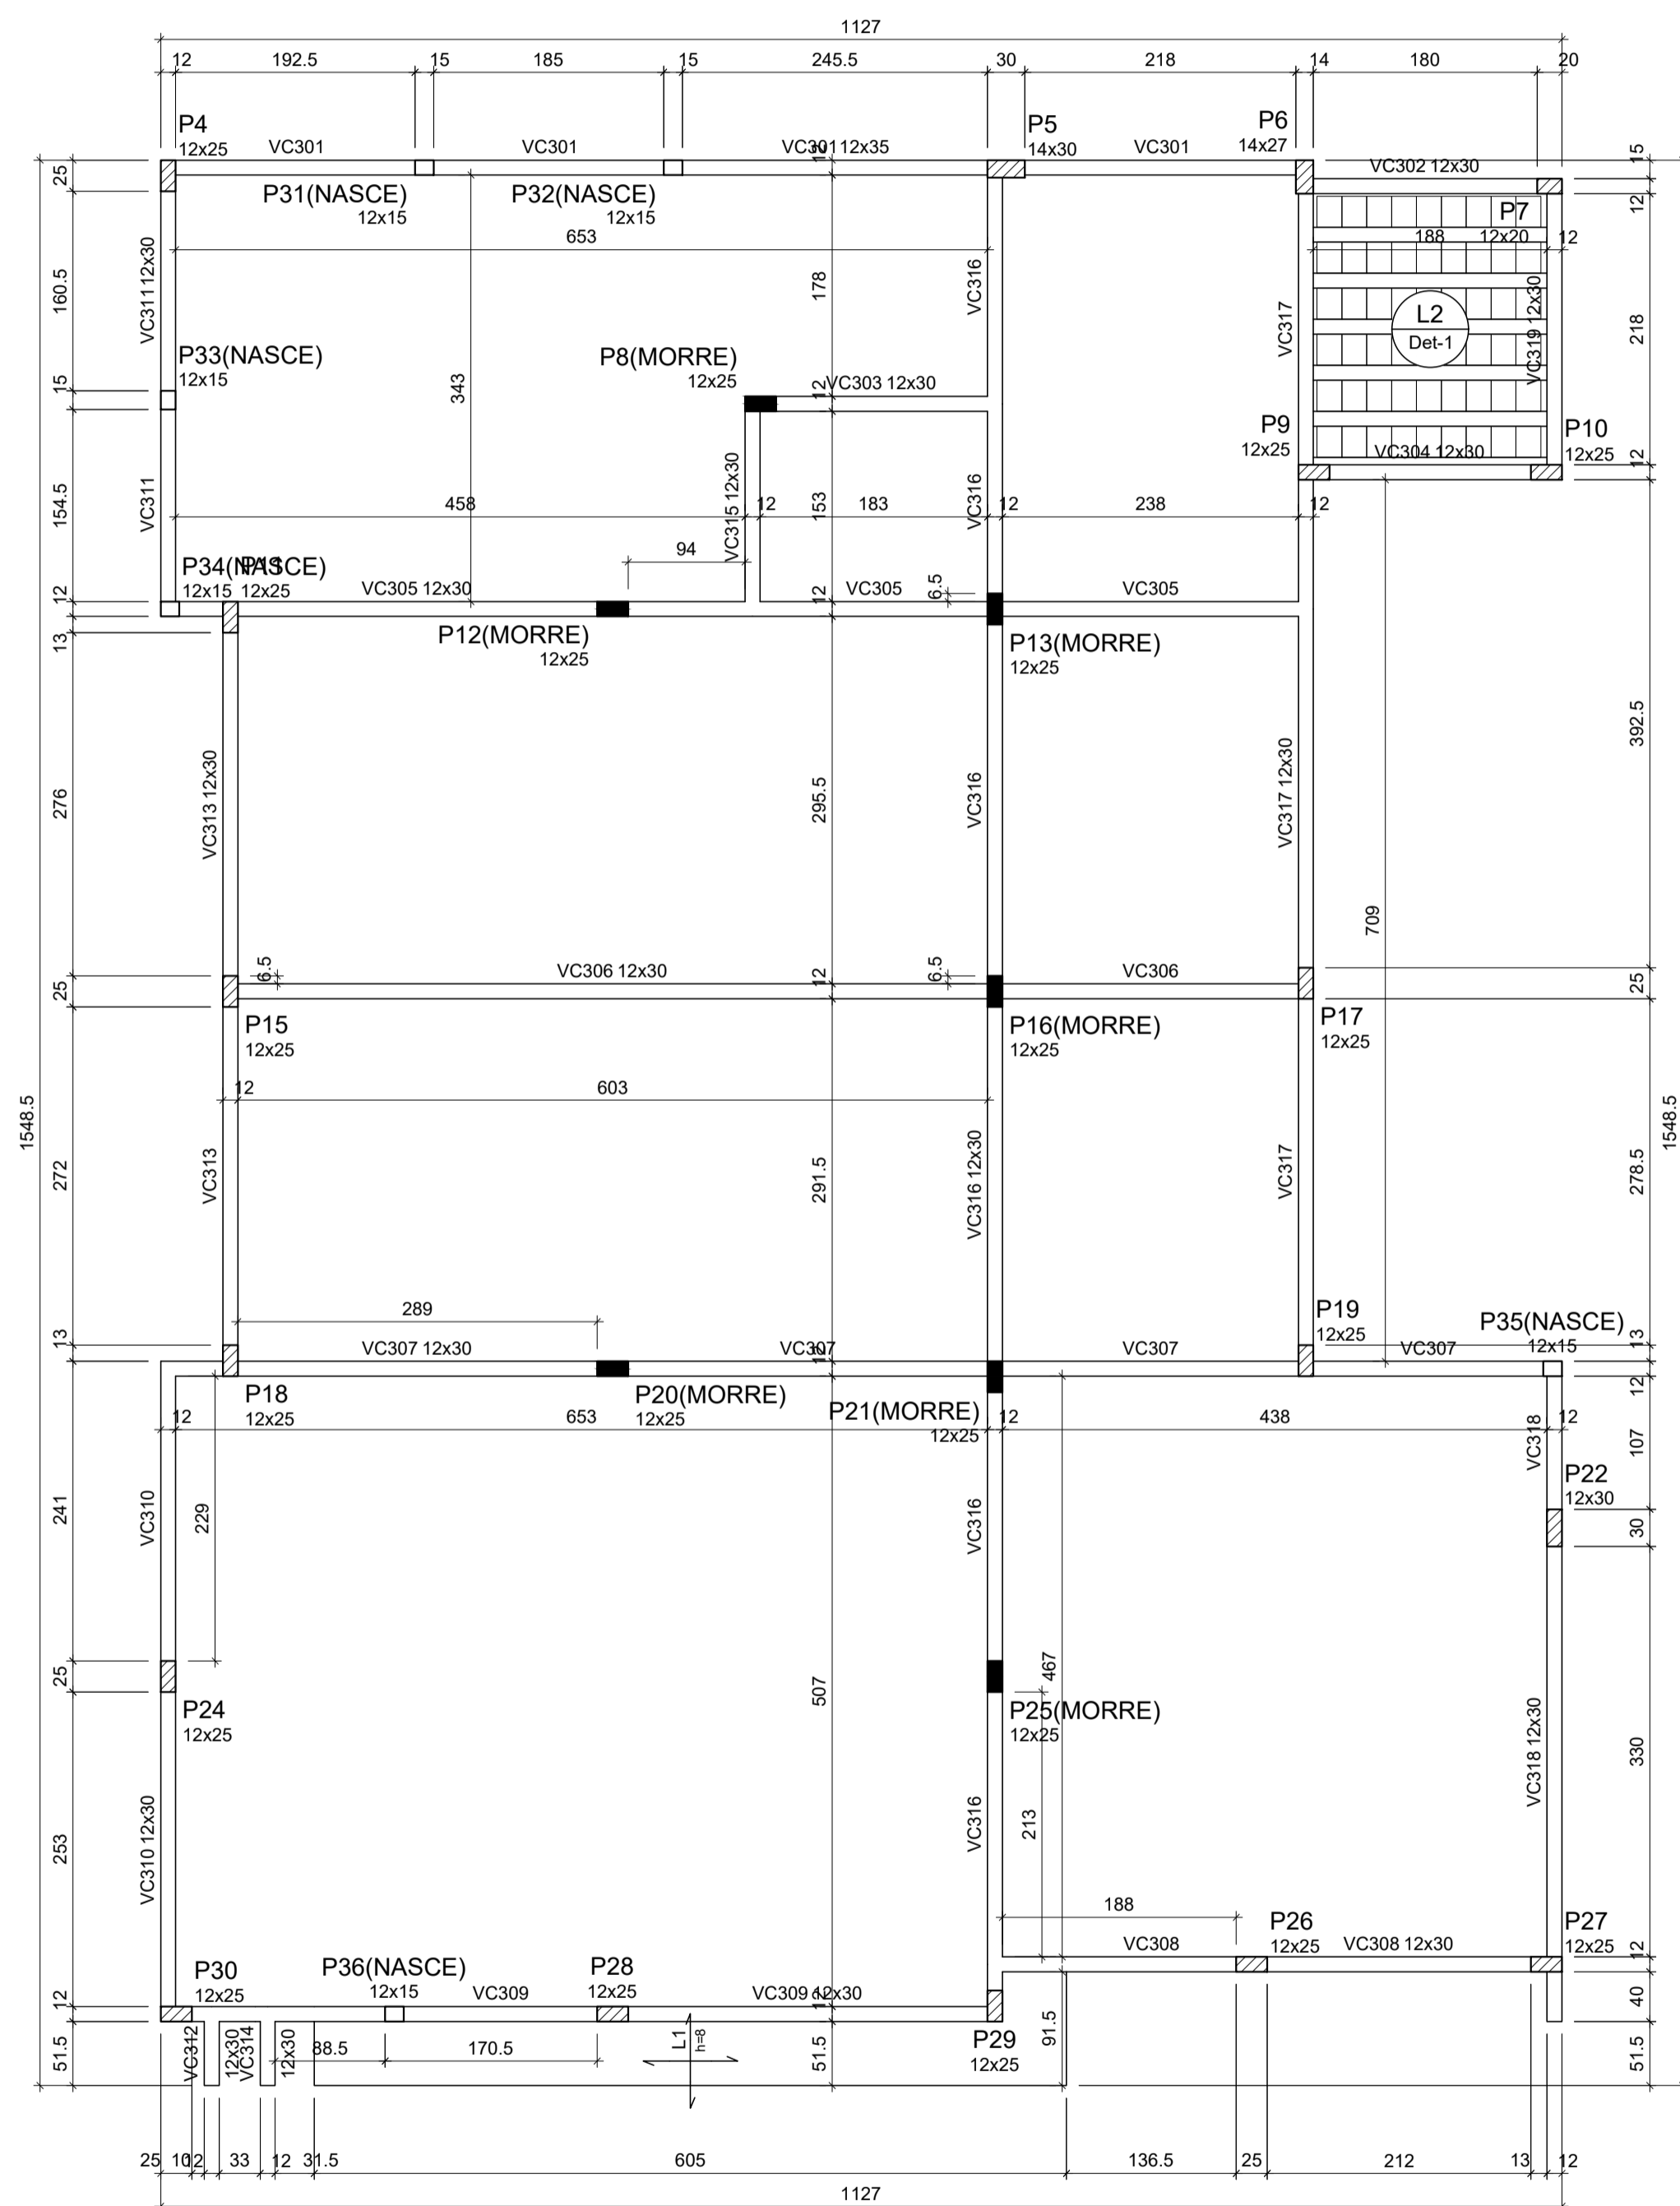 1127
12 192.5 15 185 15 245.5 30 218 14 180 20
P4
12x25
VC301
VC301
VC301 12x35
12
P5
14x30
VC301
P6
14x27
VC302 12x30
15
25
P31(NASCE)
12x15
P32(NASCE)
12x15
P7
12x20
12
653
188
12
VC311 12x30
160.5
178
VC316
VC317
L2
Det-1
VC319 12x30
218
P33(NASCE)
12x15
15
343
P8(MORRE)
12x25
12
VC303 12x30
P9
12x25
VC304 12x30
P10
12x25
12
VC311
154.5
458
VC315 12x30
12
153
183
VC316
12
238
12
94
P34(NASCE)
12x15
P11
12x25
VC305 12x30
12
VC305
6.5
VC305
12
13
P12(MORRE)
12x25
P13(MORRE)
12x25
392.5
276
VC313 12x30
295.5
VC316
VC317 12x30
709
25
6.5
VC306 12x30
12
6.5
VC306
25
P15
12x25
P16(MORRE)
12x25
P17
12x25
12
603
1548.5
1548.5
272
VC313
291.5
VC316 12x30
VC317
278.5
289
P19
12x25
P35(NASCE)
12x15
13
VC307 12x30
VC307
12
VC307
VC307
13
P18
12x25
P20(MORRE)
12x25
P21(MORRE)
12x25
12
12
653
12
438
12
VC318
107
P22
12x30
30
241
VC310
229
VC316
25
P24
12x25
507
467
P25(MORRE)
12x25
VC318 12x30
330
253
VC310 12x30
VC316
213
188
VC308
P26
12x25
VC308 12x30
P27
12x25
12
P30
12x25
P36(NASCE)
12x15
VC309
P28
12x25
VC309 12x30
12
12
40
51.5
VC312
12x30
VC314
12x30
88.5
170.5
L1
h=8
51.5
P29
12x25
91.5
51.5
25 10 12 33 12 31.5 605 136.5 25 212 13 12
1127